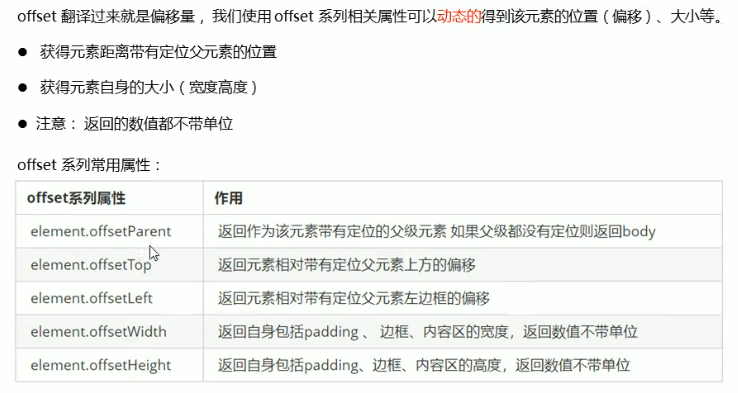 offset 翻译过来就是偏移量，我们使用 offset 系列相关属性可以动态的得到该元素的位置（偏移）、大小等。
● 获得元素距离带有定位父元素的位置
● 获得元素自身的大小（宽度高度）
● 注意：返回的数值都不带单位
offset 系列常用属性：
offset系列属性 作用
element.offsetParent 返回作为该元素带有定位的父级元素 如果父级都没有定位则返回body
element.offsetTop 返回元素相对带有定位父元素上方的偏移
element.offsetLeft 返回元素相对带有定位父元素左边框的偏移
element.offsetWidth 返回自身包括padding 、 边框、内容区的宽度，返回数值不带单位
element.offsetHeight 返回自身包括padding、边框、内容区的高度，返回数值不带单位